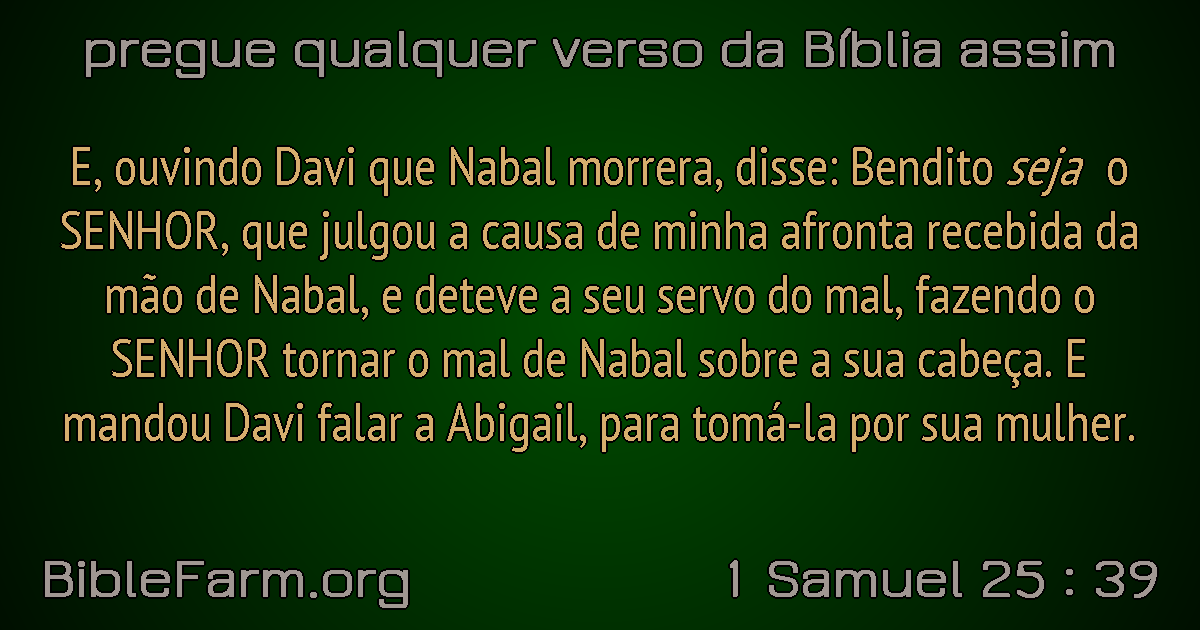 pregue qualquer verso da Bíblia assim
E, ouvindo Davi que Nabal morrera, disse: Bendito seja o
SENHOR, que julgou a causa de minha afronta recebida da
mão de Nabal, e deteve a seu servo do mal, fazendo o
SENHOR tornar o mal de Nabal sobre a sua cabeça. E
mandou Davi falar a Abigail, para tomá-la por sua mulher.
BibleFarm.org
1 Samuel 25 : 39